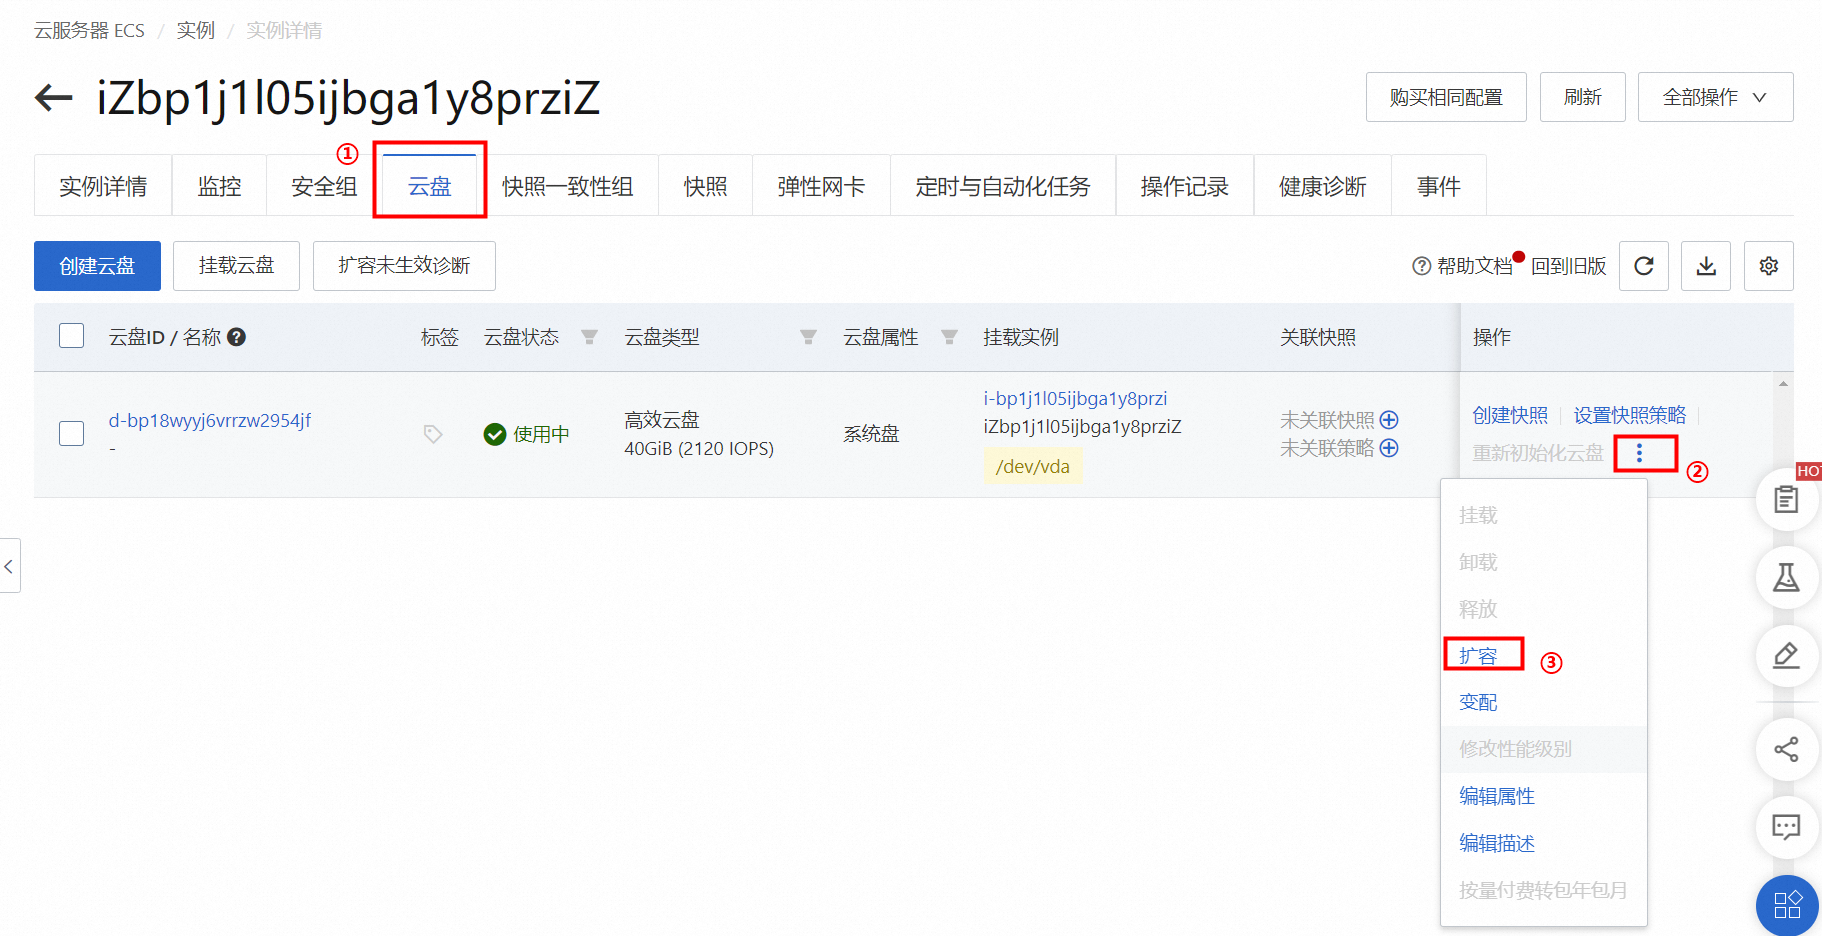 云服务器 ECS / 实例 / 实例详情
iZbp1j1l05ijbga1y8prziZ
购买相同配置 刷新 全部操作
①
实例详情 监控 安全组 云盘 快照一致性组 快照 弹性网卡 定时与自动化任务 操作记录 健康诊断 事件
创建云盘 挂载云盘 扩容未生效诊断 帮助文档 回到旧版
云盘ID / 名称 标签 云盘状态 云盘类型 云盘属性 挂载实例 关联快照 操作
d-bp18wyyj6vrrzw2954jf
-
使用中
高效云盘
40GiB (2120 IOPS)
系统盘
i-bp1j1l05ijbga1y8przi
iZbp1j1l05ijbga1y8prziZ
/dev/vda
未关联快照
未关联策略
创建快照 设置快照策略
重新初始化云盘
②
HOT
挂载
卸载
释放
扩容 ③
变配
修改性能级别
编辑属性
编辑描述
按量付费转包年包月